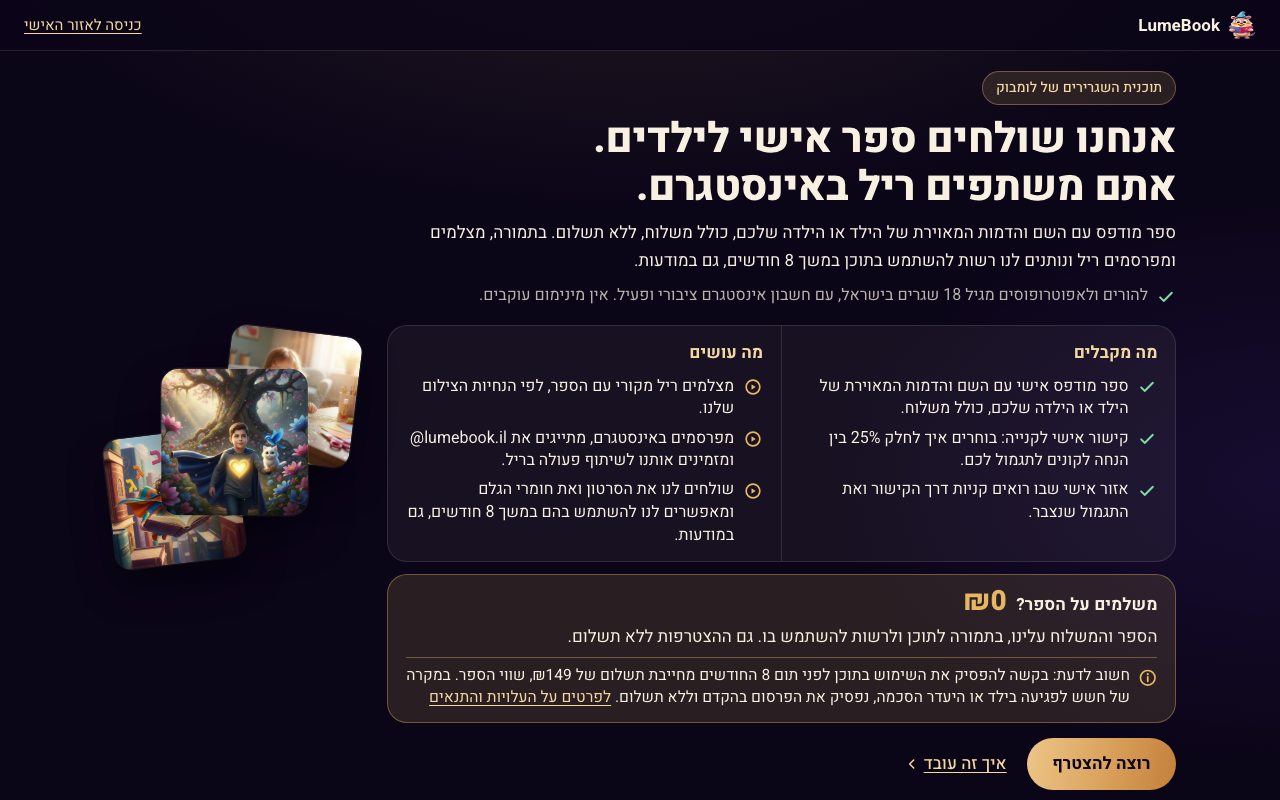 LumeBook
כניסה לאזור האישי
תוכנית השגרירים של לומבוק
אנחנו שולחים ספר אישי לילדים.
אתם משתפים ריל באינסטגרם.
ספר מודפס עם השם והדמות המאוירת של הילד או הילדה שלכם, כולל משלוח, ללא תשלום. בתמורה, מצלמים
ומפרסמים ריל ונותנים לנו רשות להשתמש בתוכן במשך 8 חודשים, גם במודעות.
להורים ולאפוטרופוסים מגיל 18 שגרים בישראל, עם חשבון אינסטגרם ציבורי ופעיל. אין מינימום עוקבים.
מה מקבלים
ספר מודפס אישי עם השם והדמות המאוירת של
הילד או הילדה שלכם, כולל משלוח.
קישור אישי לקנייה: בוחרים איך לחלק 25% בין
הנחה לקונים לתגמול לכם.
אזור אישי שבו רואים קניות דרך הקישור ואת
התגמול שנצבר.
מה עושים
מצלמים ריל מקורי עם הספר, לפי הנחיות הצילום
שלנו.
מפרסמים באינסטגרם, מתייגים את @lumebook.il
ומזמינים אותנו לשיתוף פעולה בריל.
שולחים לנו את הסרטון ואת חומרי הגלם
ומאפשרים לנו להשתמש בהם במשך 8 חודשים, גם
במודעות.
משלמים על הספר? 0₪
הספר והמשלוח עלינו, בתמורה לתוכן ולרשות להשתמש בו. גם ההצטרפות ללא תשלום.
חשוב לדעת: בקשה להפסיק את השימוש בתוכן לפני תום 8 החודשים מחייבת תשלום של 149₪, שווי הספר. במקרה
של חשש לפגיעה בילד או היעדר הסכמה, נפסיק את הפרסום בהקדם וללא תשלום. לפרטים על העלויות והתנאים
רוצה להצטרף
איך זה עובד